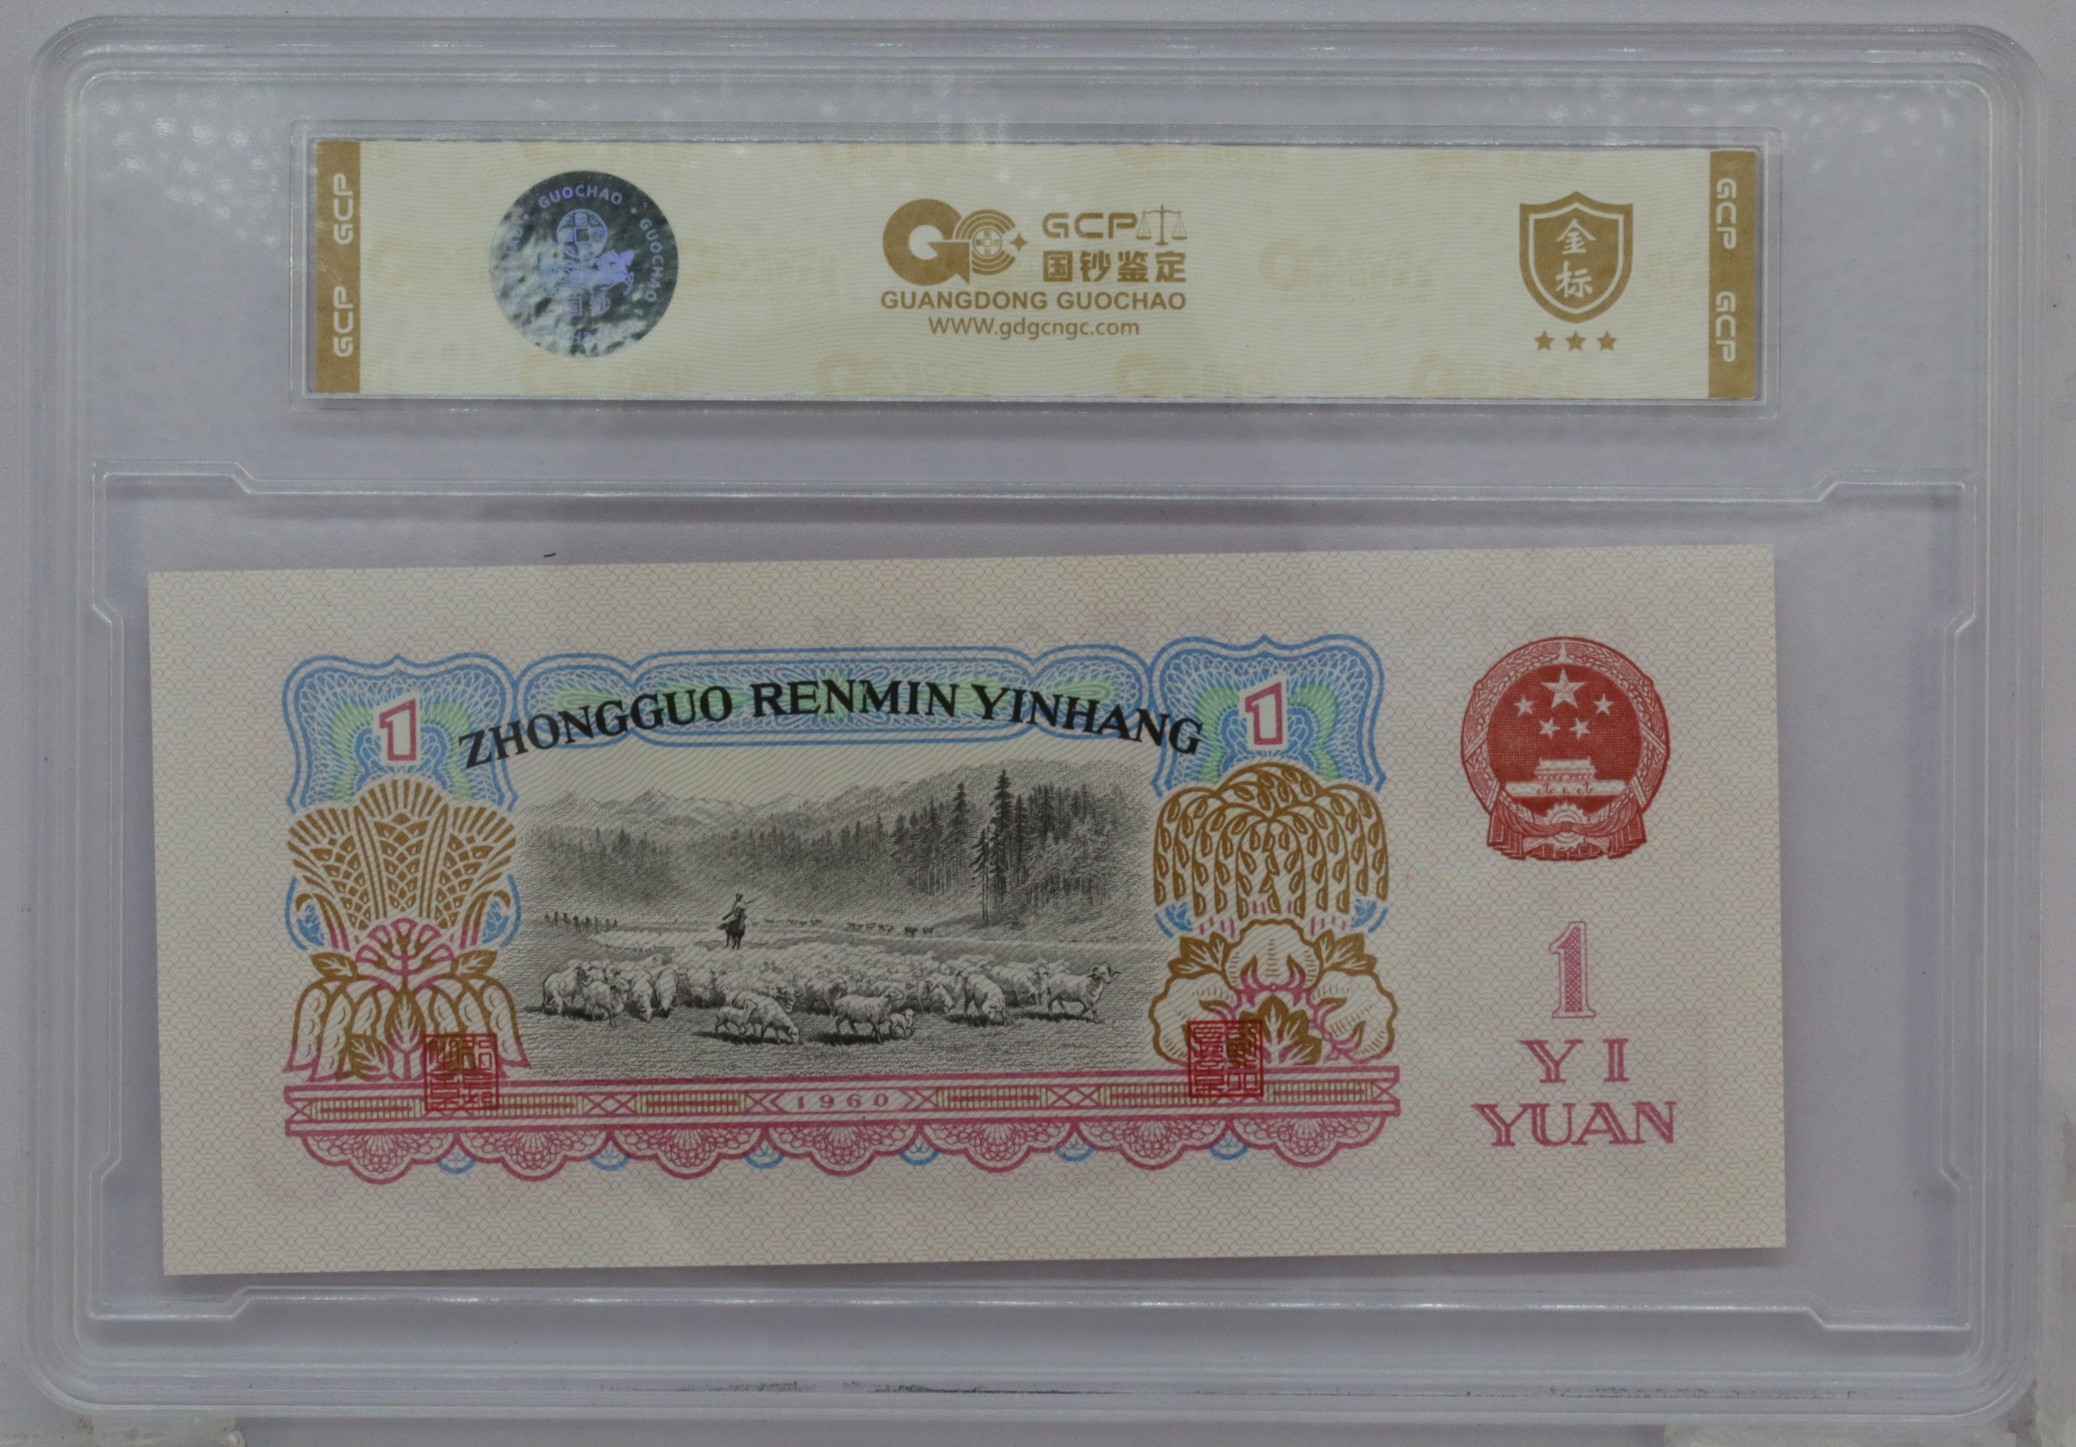 GCP GCP
GUOCHAO • GUOCHAO
GCP
国钞鉴定
GUANGDONG GUOCHAO
WWW.gdgcngc.com
金
标
GCP GCP
ZHONGGUO RENMIN YINHANG
1
1
1960
1
YI
YUAN